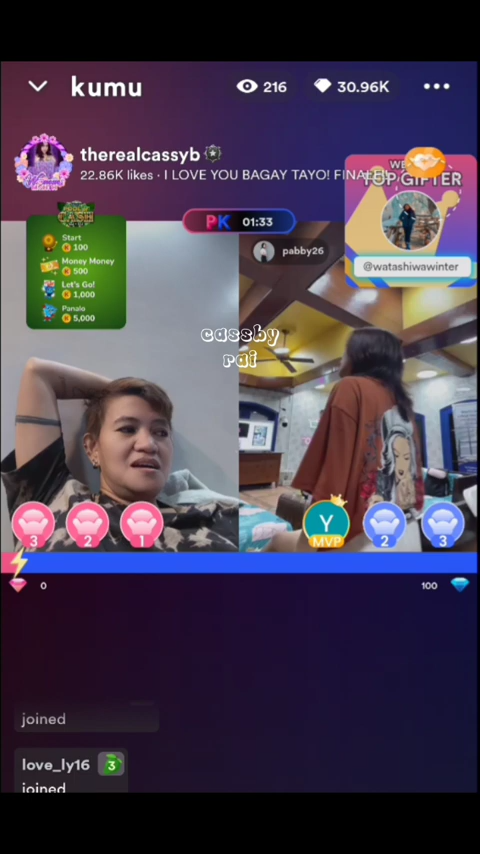 kumu
216
30.96K
therealcassyb
22.86K likes · I LOVE YOU BAGAY TAYO! FINALE!
TOP GIFTER
@watashiwawinter
PK 01:33
CASH
Start
100
Money Money
500
Let's Go!
1,000
Panalo
5,000
pabby26
cassby
rai
3
2
1
Y
MVP
2
3
0
100
joined
love_ly16 3
joined